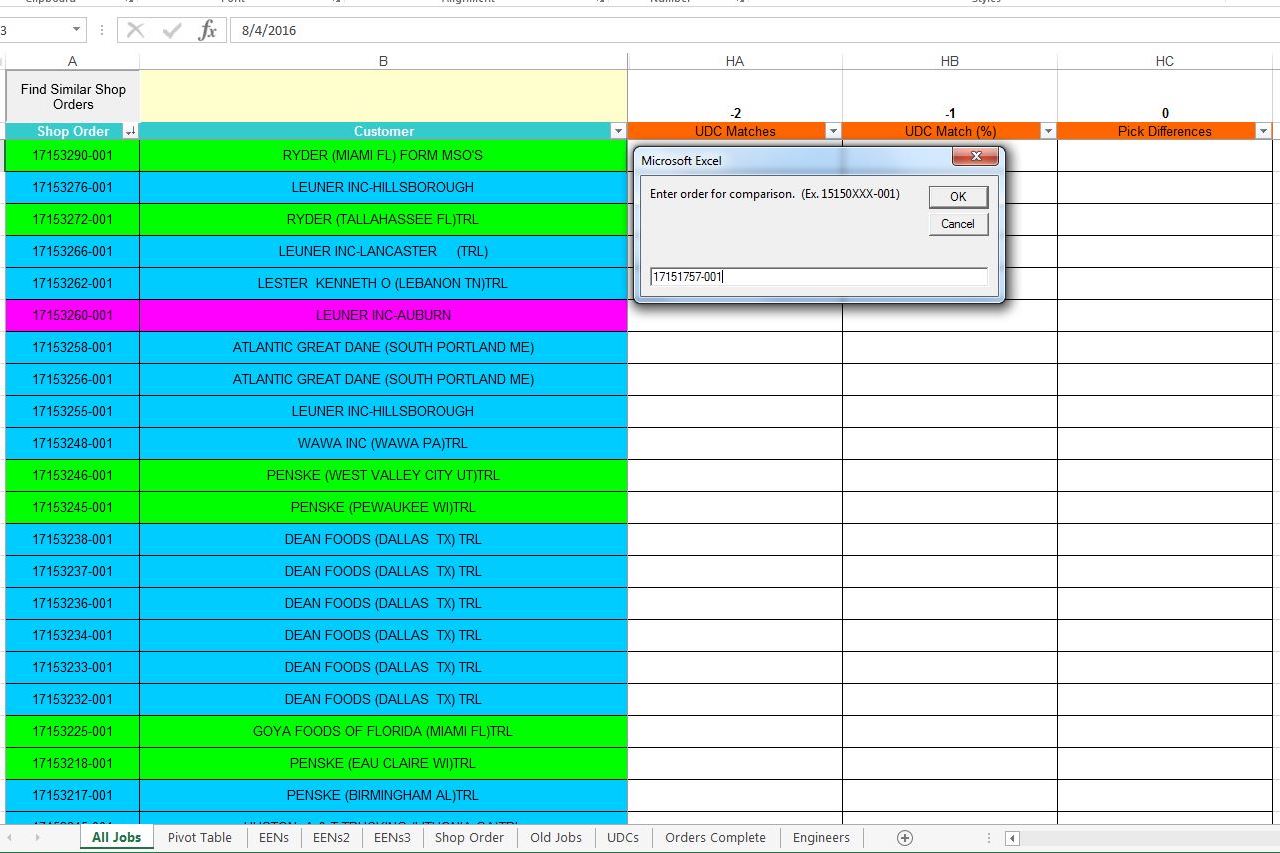 Clipboard Font Alignment Number Styles
3 fx 8/4/2016
A B HA HB HC
Find Similar Shop
Orders
-2 -1 0
Shop Order Customer UDC Matches UDC Match (%) Pick Differences
17153290-001 RYDER (MIAMI FL) FORM MSO'S
Microsoft Excel
Enter order for comparison. (Ex. 15150XXX-001)
OK
Cancel
17151757-001
17153276-001 LEUNER INC-HILLSBOROUGH
17153272-001 RYDER (TALLAHASSEE FL)TRL
17153266-001 LEUNER INC-LANCASTER (TRL)
17153262-001 LESTER KENNETH O (LEBANON TN)TRL
17153260-001 LEUNER INC-AUBURN
17153258-001 ATLANTIC GREAT DANE (SOUTH PORTLAND ME)
17153256-001 ATLANTIC GREAT DANE (SOUTH PORTLAND ME)
17153255-001 LEUNER INC-HILLSBOROUGH
17153248-001 WAWA INC (WAWA PA)TRL
17153246-001 PENSKE (WEST VALLEY CITY UT)TRL
17153245-001 PENSKE (PEWAUKEE WI)TRL
17153238-001 DEAN FOODS (DALLAS TX) TRL
17153237-001 DEAN FOODS (DALLAS TX) TRL
17153236-001 DEAN FOODS (DALLAS TX) TRL
17153234-001 DEAN FOODS (DALLAS TX) TRL
17153233-001 DEAN FOODS (DALLAS TX) TRL
17153232-001 DEAN FOODS (DALLAS TX) TRL
17153225-001 GOYA FOODS OF FLORIDA (MIAMI FL)TRL
17153218-001 PENSKE (EAU CLAIRE WI)TRL
17153217-001 PENSKE (BIRMINGHAM AL)TRL
All Jobs Pivot Table EENs EENs2 EENs3 Shop Order Old Jobs UDCs Orders Complete Engineers